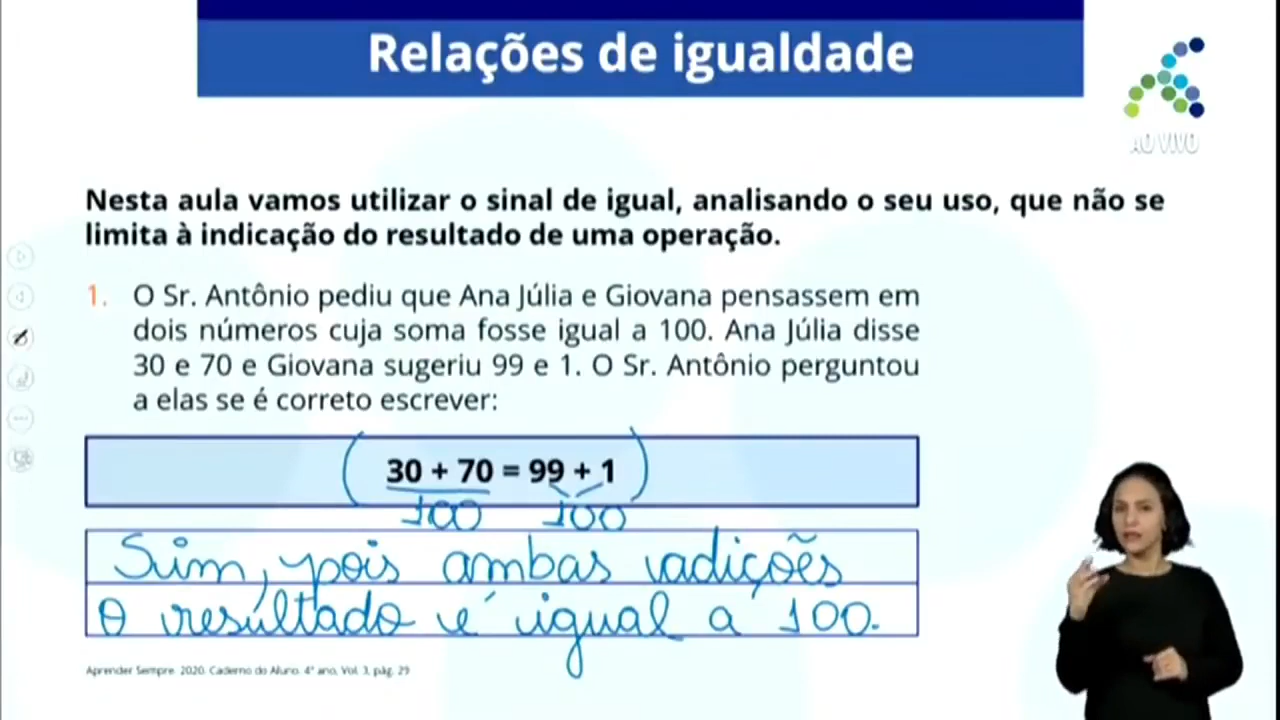 Relações de igualdade
AO VIVO
Nesta aula vamos utilizar o sinal de igual, analisando o seu uso, que não se
limita à indicação do resultado de uma operação.
1. O Sr. Antônio pediu que Ana Júlia e Giovana pensassem em
dois números cuja soma fosse igual a 100. Ana Júlia disse
30 e 70 e Giovana sugeriu 99 e 1. O Sr. Antônio perguntou
a elas se é correto escrever:
(30 + 70 = 99 + 1)
100 100
Sim, pois ambas adições
o resultado é igual a 100.
Aprender Sempre. 2020. Caderno do Aluno. 4º ano, Vol. 3, pág. 29